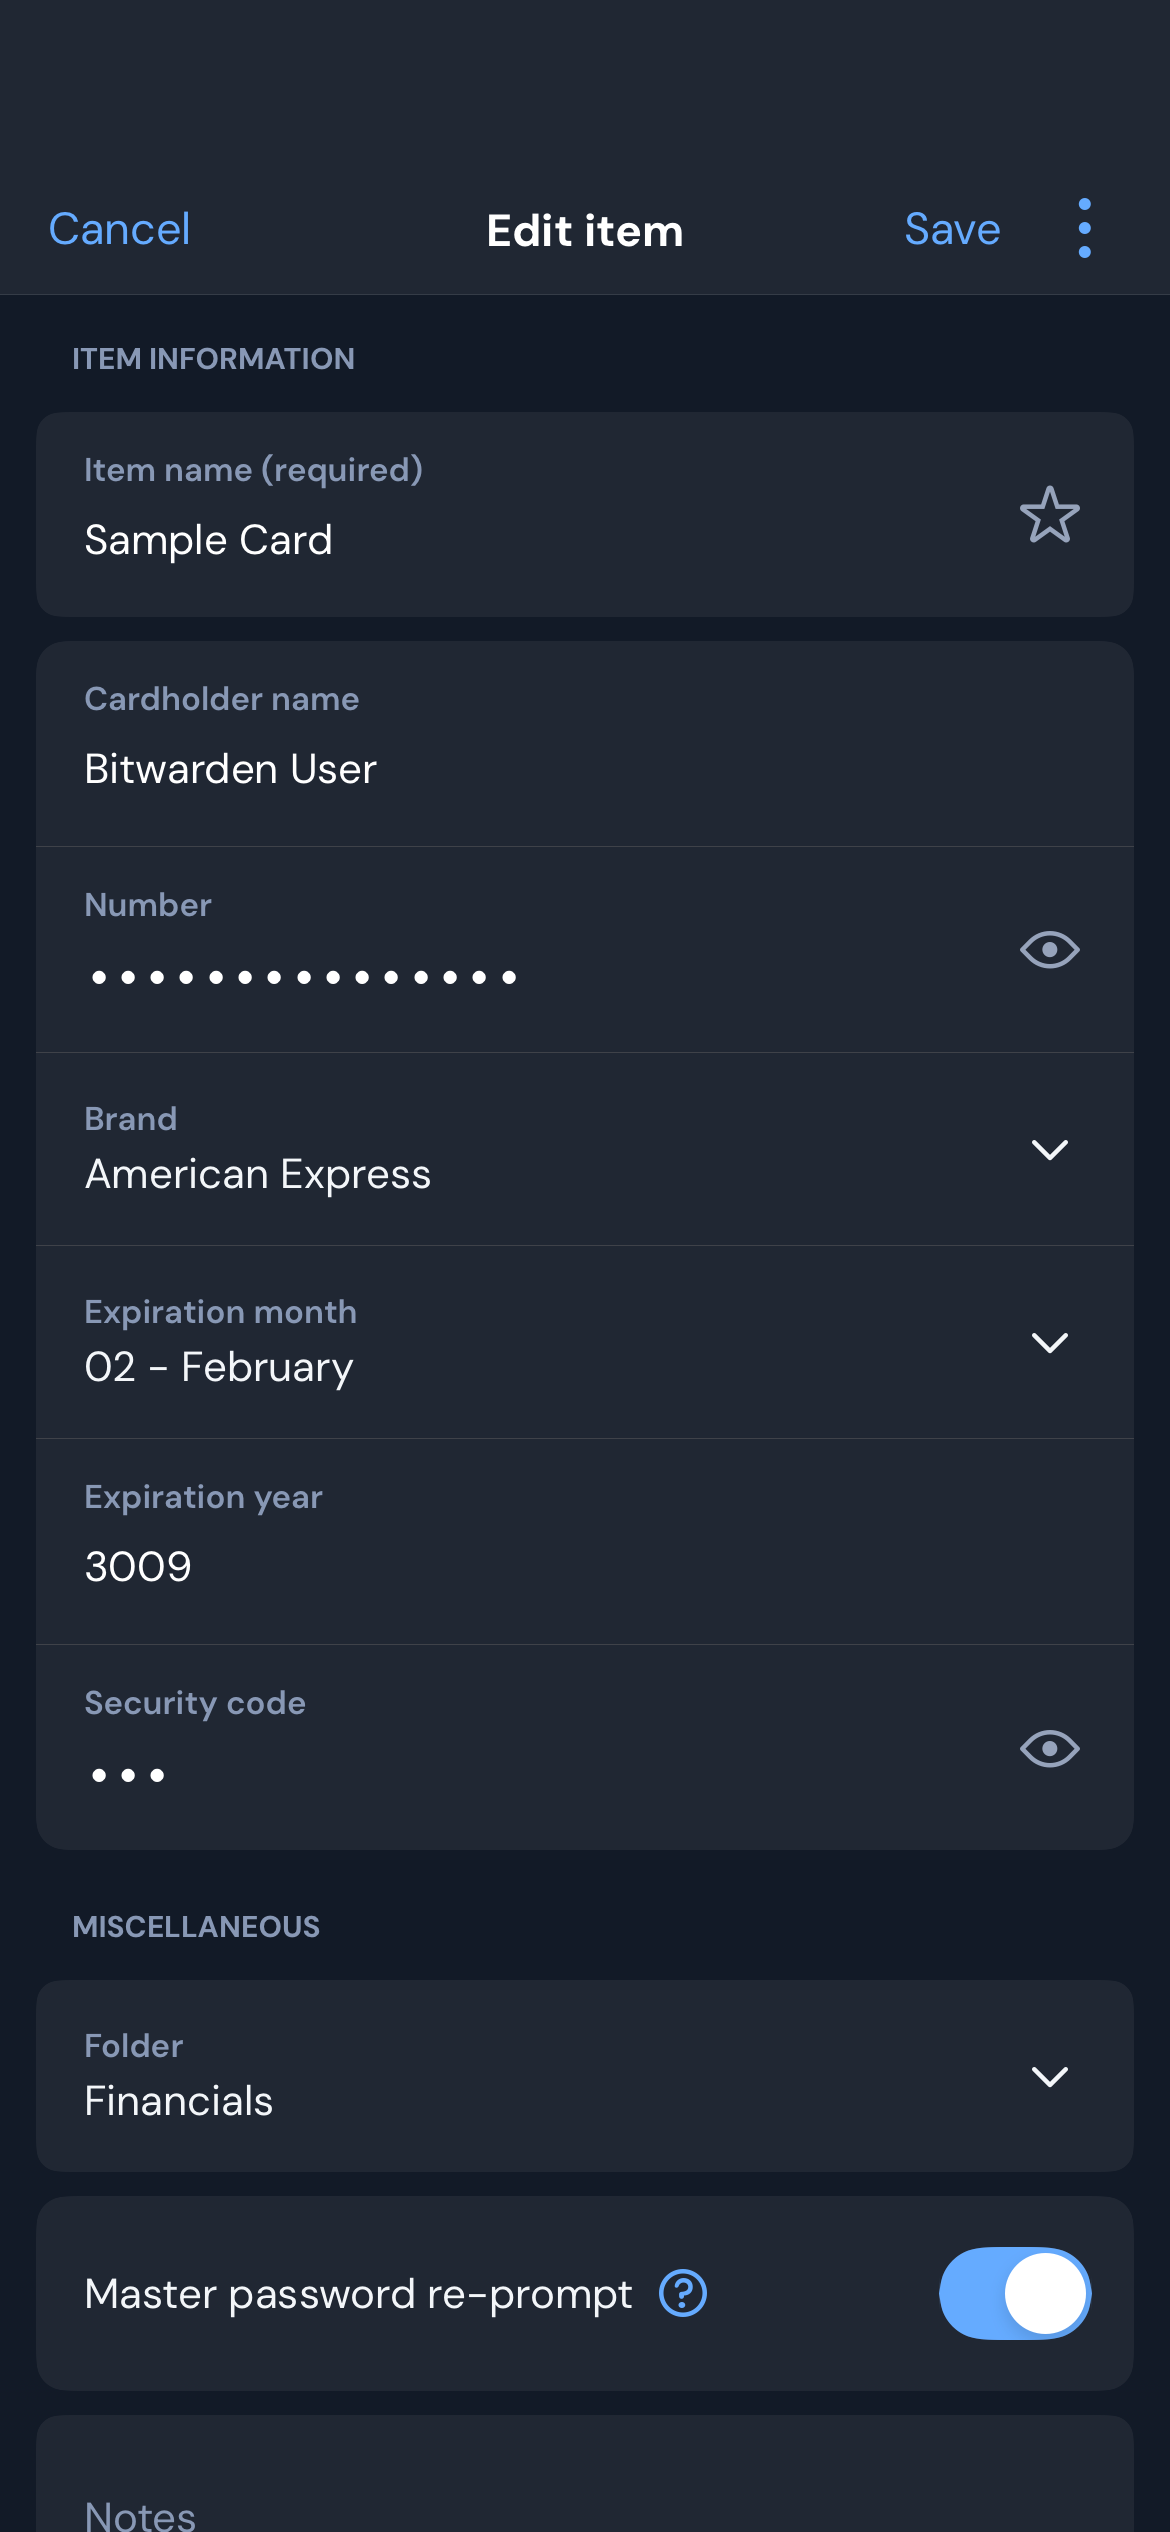 Cancel
Edit item
Save
ITEM INFORMATION
Item name (required)
Sample Card
Cardholder name
Bitwarden User
Number
•••••••••••••••
Brand
American Express
Expiration month
02 - February
Expiration year
3009
Security code
•••
MISCELLANEOUS
Folder
Financials
Master password re-prompt
Notes